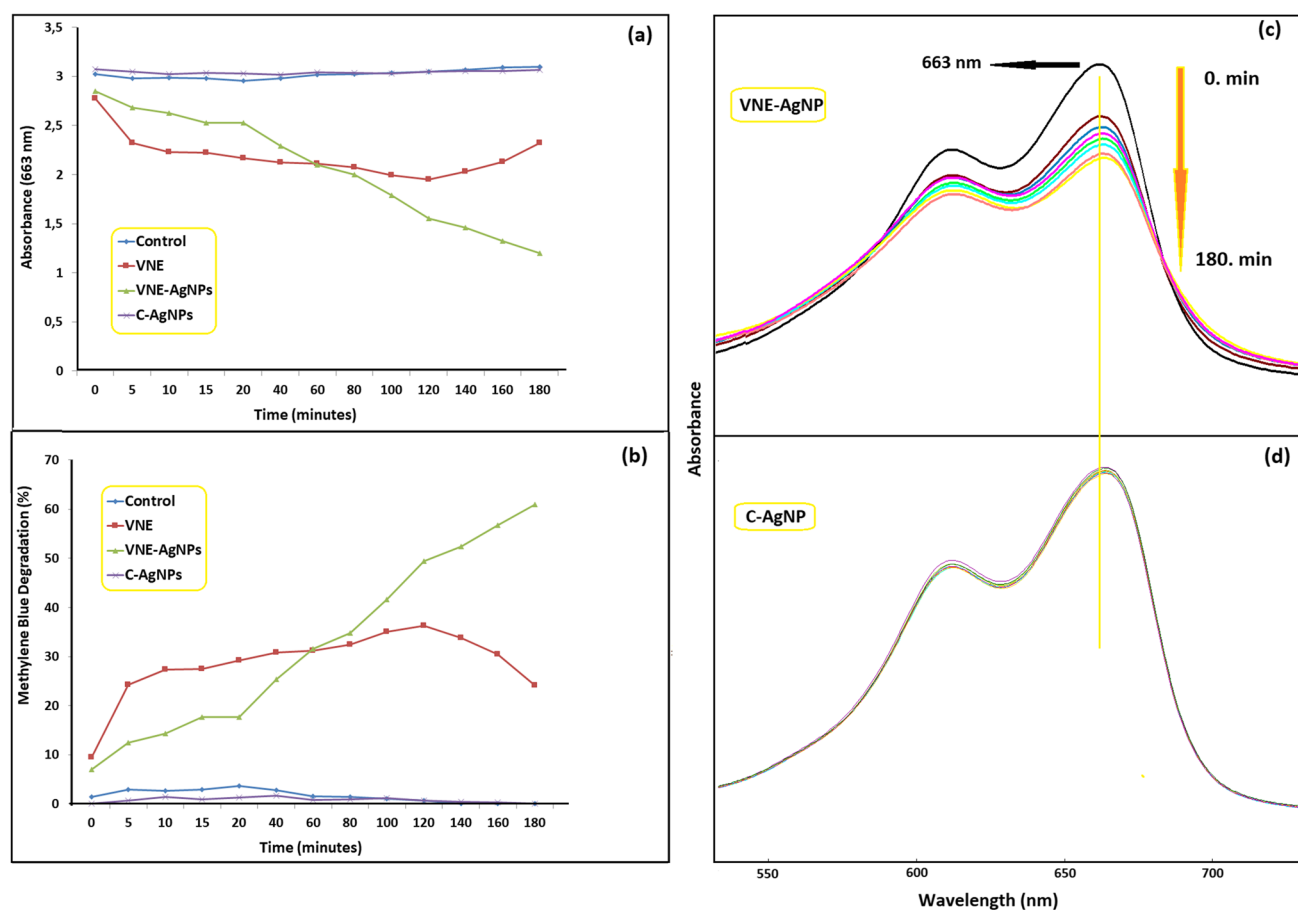 (a)
Absorbance (663 nm)
3,5
3
2,5
2
1,5
1
0,5
0
Control
VNE
VNE-AgNPs
C-AgNPs
0 5 10 15 20 40 60 80 100 120 140 160 180
Time (minutes)
(b)
Methylene Blue Degradation (%)
70
60
50
40
30
20
10
0
Control
VNE
VNE-AgNPs
C-AgNPs
0 5 10 15 20 40 60 80 100 120 140 160 180
Time (minutes)
(c)
663 nm
0. min
VNE-AgNP
180. min
Absorbance
(d)
C-AgNP
550 600 650 700
Wavelength (nm)